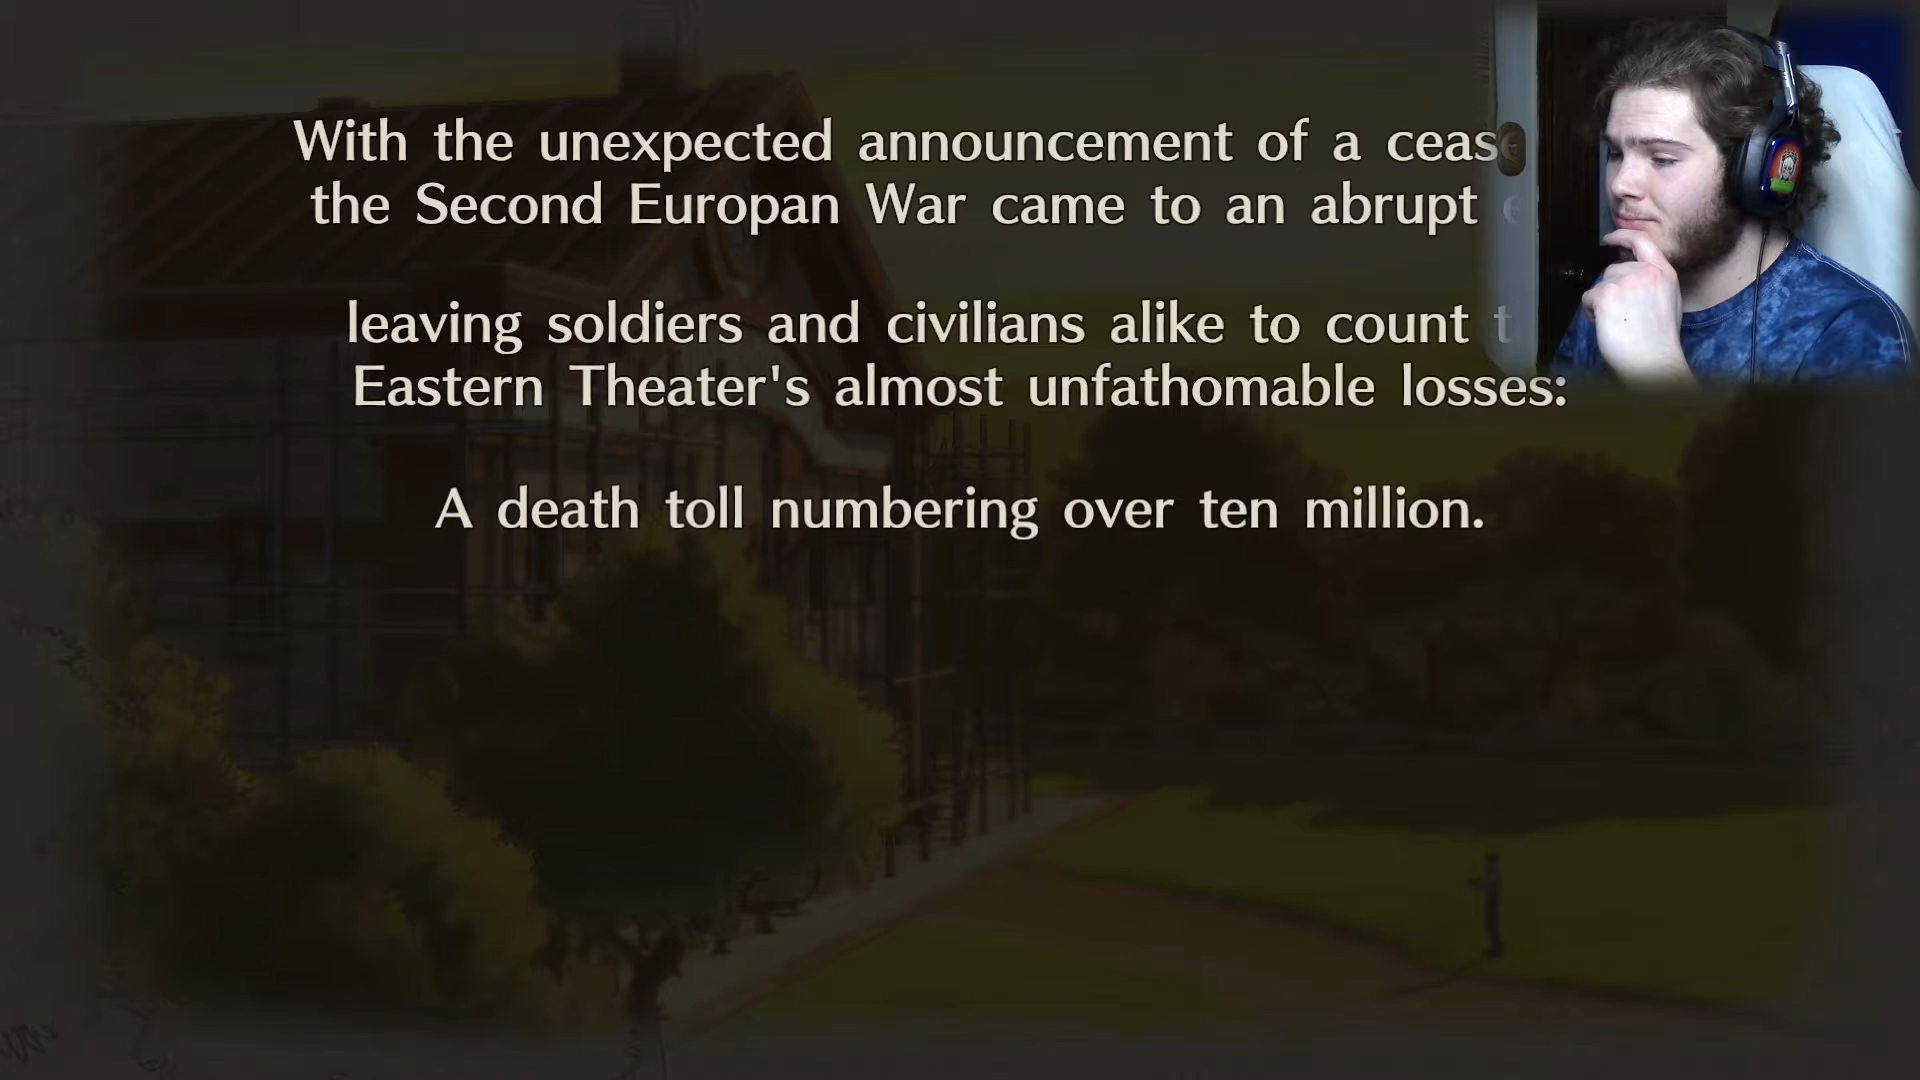 With the unexpected announcement of a cease
the Second Europan War came to an abrupt
leaving soldiers and civilians alike to count
Eastern Theater's almost unfathomable losses:
A death toll numbering over ten million.